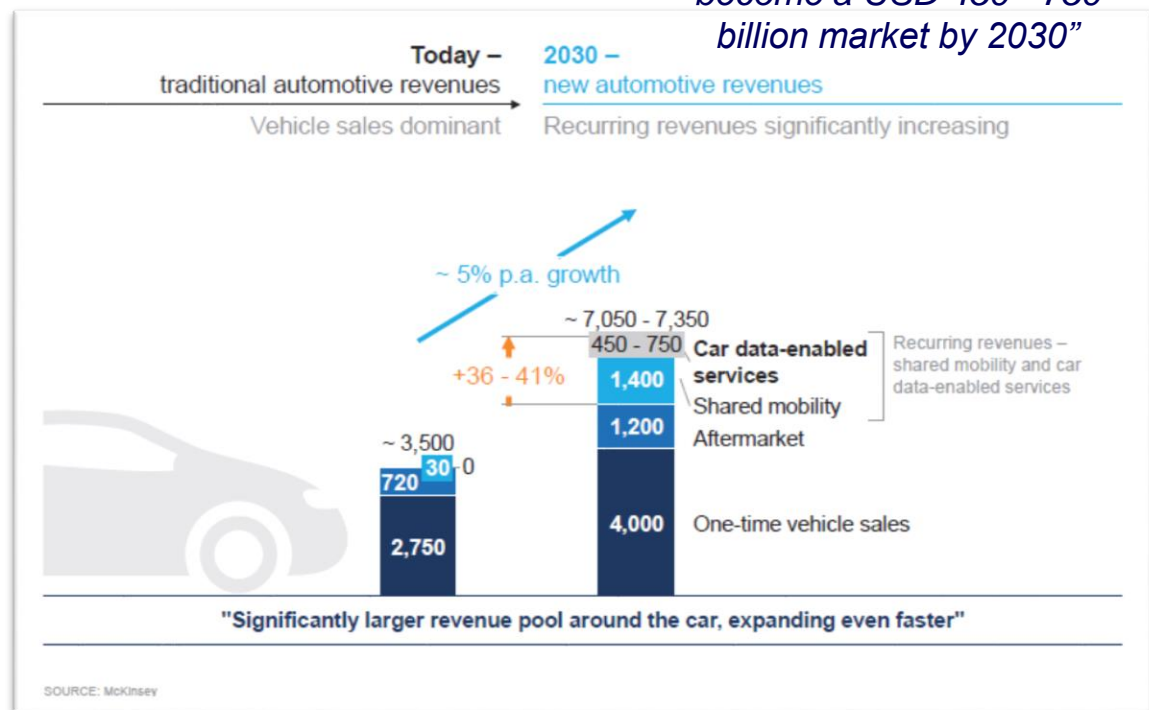 become a USD
billion market by 2030”
Today –
traditional automotive revenues
Vehicle sales dominant
2030 –
new automotive revenues
Recurring revenues significantly increasing
~ 5% p.a. growth
~ 7,050 - 7,350
450 - 750
Car data-enabled
services
Recurring revenues –
shared mobility and car
data-enabled services
+36 - 41%
1,400
Shared mobility
1,200
Aftermarket
~ 3,500
30
0
720
2,750
4,000
One-time vehicle sales
"Significantly larger revenue pool around the car, expanding even faster"
SOURCE: McKinsey